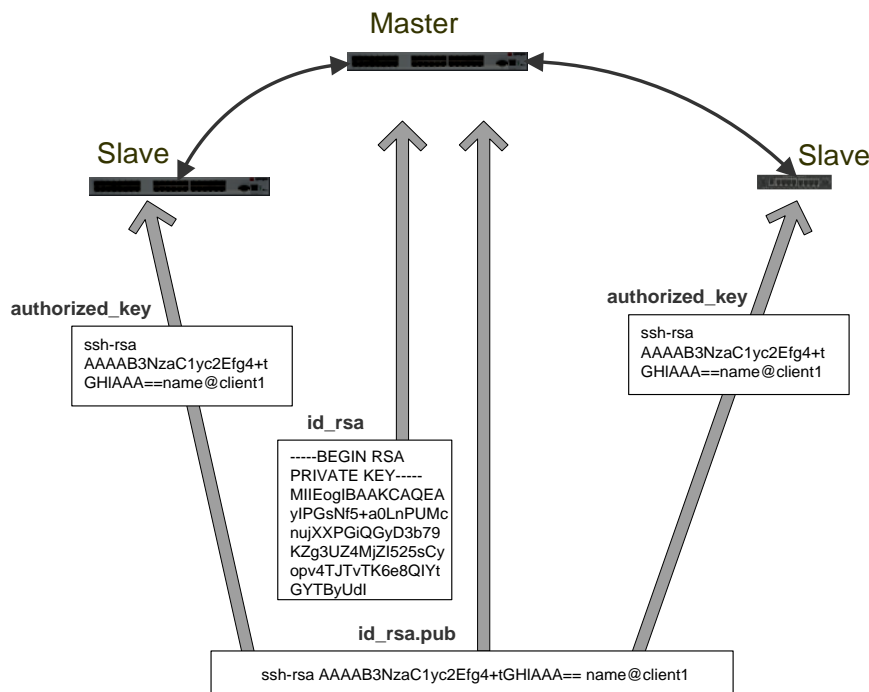 Master
Slave
Slave
authorized_key
ssh-rsa
AAAAB3NzaC1yc2Efg4+t
GHIAAA==name@client1
authorized_key
ssh-rsa
AAAAB3NzaC1yc2Efg4+t
GHIAAA==name@client1
id_rsa
-----BEGIN RSA
PRIVATE KEY-----
MIIEogIBAAKCAQEA
yIPGsNf5+a0LnPUMc
nujXXPGiQGyD3b79
KZg3UZ4MjZI525sCy
opv4TJTvTK6e8QIYt
GYTByUdI
id_rsa.pub
ssh-rsa AAAAB3NzaC1yc2Efg4+tGHIAAA== name@client1